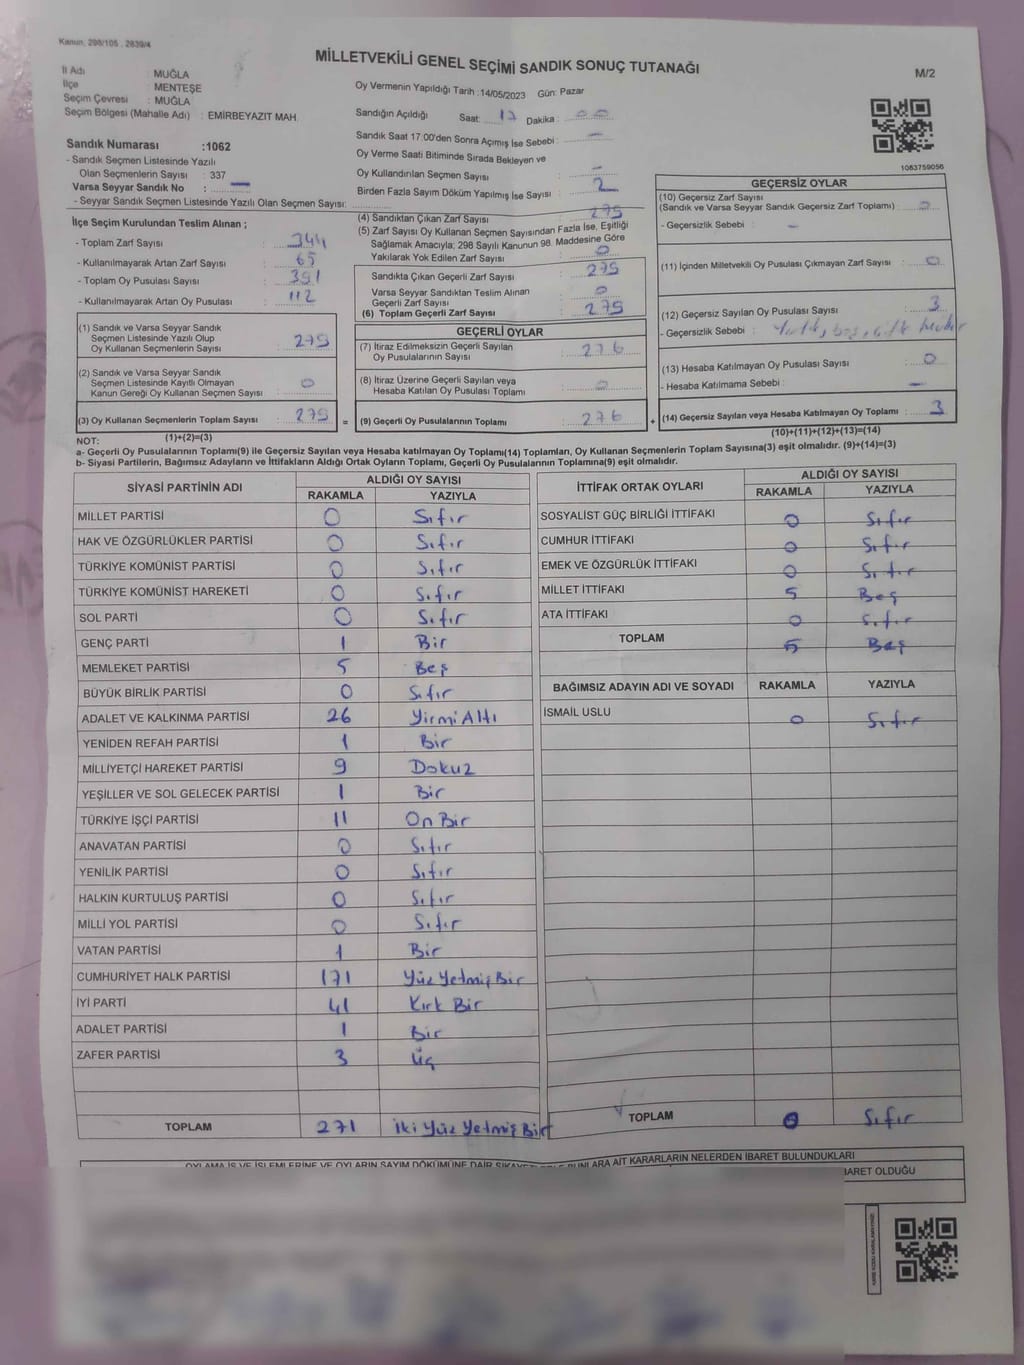 Kanun: 298/105 , 2839/4
MİLLETVEKİLİ GENEL SEÇİMİ SANDIK SONUÇ TUTANAĞI
M/2
İl Adı : MUĞLA
İlçe : MENTEŞE
Seçim Çevresi : MUĞLA
Seçim Bölgesi (Mahalle Adı) : EMİRBEYAZIT MAH.
Oy Vermenin Yapıldığı Tarih :14/05/2023 Gün: Pazar
Sandığın Açıldığı Saat: 17 Dakika : 00
Sandık Saat 17:00'den Sonra Açımış İse Sebebi : —
Oy Verme Saati Bitiminde Sırada Bekleyen ve
Oy Kullandırılan Seçmen Sayısı : —
Birden Fazla Sayım Döküm Yapılmış İse Sayısı : 2
1083759056
Sandık Numarası :1062
- Sandık Seçmen Listesinde Yazılı
Olan Seçmenlerin Sayısı : 337
Varsa Seyyar Sandık No : —
- Seyyar Sandık Seçmen Listesinde Yazılı Olan Seçmen Sayısı:
İlçe Seçim Kurulundan Teslim Alınan ;
- Toplam Zarf Sayısı : 344
- Kullanılmayarak Artan Zarf Sayısı : 65
- Toplam Oy Pusulası Sayısı : 391
- Kullanılmayarak Artan Oy Pusulası : 112
(1) Sandık ve Varsa Seyyar Sandık
Seçmen Listesinde Yazılı Olup
Oy Kullanan Seçmenlerin Sayısı : 279
(2) Sandık ve Varsa Seyyar Sandık
Seçmen Listesinde Kayıtlı Olmayan
Kanun Gereği Oy Kullanan Seçmen Sayısı : 0
(3) Oy Kullanan Seçmenlerin Toplam Sayısı : 279
(4) Sandıktan Çıkan Zarf Sayısı : 279
(5) Zarf Sayısı Oy Kullanan Seçmen Sayısından Fazla İse, Eşitliği
Sağlamak Amacıyla; 298 Sayılı Kanunun 98. Maddesine Göre
Yakılarak Yok Edilen Zarf Sayısı : 0
Sandıkta Çıkan Geçerli Zarf Sayısı : 279
Varsa Seyyar Sandıktan Teslim Alınan
Geçerli Zarf Sayısı : 0
(6) Toplam Geçerli Zarf Sayısı : 279
GEÇERLİ OYLAR
(7) İtiraz Edilmeksizin Geçerli Sayılan
Oy Pusulalarının Sayısı : 276
(8) İtiraz Üzerine Geçerli Sayılan veya
Hesaba Katılan Oy Pusulası Toplamı : 0
= (9) Geçerli Oy Pusulalarının Toplamı : 276
GEÇERSİZ OYLAR
(10) Geçersiz Zarf Sayısı
(Sandık ve Varsa Seyyar Sandık Geçersiz Zarf Toplamı) : 0
- Geçersizlik Sebebi : —
(11) İçinden Milletvekili Oy Pusulası Çıkmayan Zarf Sayısı : 0
(12) Geçersiz Sayılan Oy Pusulası Sayısı : 3
- Geçersizlik Sebebi : boş, çift
(13) Hesaba Katılmayan Oy Pusulası Sayısı : 0
- Hesaba Katılmama Sebebi : —
+ (14) Geçersiz Sayılan veya Hesaba Katılmayan Oy Toplamı : 3
NOT: (1)+(2)=(3)
(10)+(11)+(12)+(13)=(14)
a- Geçerli Oy Pusulalarının Toplamı(9) ile Geçersiz Sayılan veya Hesaba katılmayan Oy Toplamı(14) Toplamları, Oy Kullanan Seçmenlerin Toplam Sayısına(3) eşit olmalıdır. (9)+(14)=(3)
b- Siyasi Partilerin, Bağımsız Adayların ve İttifakların Aldığı Ortak Oyların Toplamı, Geçerli Oy Pusulalarının Toplamına(9) eşit olmalıdır.
SİYASİ PARTİNİN ADI ALDIĞI OY SAYISI
RAKAMLA YAZIYLA
MİLLET PARTİSİ 0 Sıfır
HAK VE ÖZGÜRLÜKLER PARTİSİ 0 Sıfır
TÜRKİYE KOMÜNİST PARTİSİ 0 Sıfır
TÜRKİYE KOMÜNİST HAREKETİ 0 Sıfır
SOL PARTİ 0 Sıfır
GENÇ PARTİ 1 Bir
MEMLEKET PARTİSİ 5 Beş
BÜYÜK BİRLİK PARTİSİ 0 Sıfır
ADALET VE KALKINMA PARTİSİ 26 Yirmi Altı
YENİDEN REFAH PARTİSİ 1 Bir
MİLLİYETÇİ HAREKET PARTİSİ 9 Dokuz
YEŞİLLER VE SOL GELECEK PARTİSİ 1 Bir
TÜRKİYE İŞÇİ PARTİSİ 11 On Bir
ANAVATAN PARTİSİ 0 Sıfır
YENİLİK PARTİSİ 0 Sıfır
HALKIN KURTULUŞ PARTİSİ 0 Sıfır
MİLLİ YOL PARTİSİ 0 Sıfır
VATAN PARTİSİ 1 Bir
CUMHURİYET HALK PARTİSİ 171 Yüz Yetmiş Bir
İYİ PARTİ 41 Kırk Bir
ADALET PARTİSİ 1 Bir
ZAFER PARTİSİ 3 Üç
TOPLAM 271 İki Yüz Yetmiş Bir
İTTİFAK ORTAK OYLARI ALDIĞI OY SAYISI
RAKAMLA YAZIYLA
SOSYALİST GÜÇ BİRLİĞİ İTTİFAKI 0 Sıfır
CUMHUR İTTİFAKI 0 Sıfır
EMEK VE ÖZGÜRLÜK İTTİFAKI 0 Sıfır
MİLLET İTTİFAKI 5 Beş
ATA İTTİFAKI 0 Sıfır
TOPLAM 5 Beş
BAĞIMSIZ ADAYIN ADI VE SOYADI RAKAMLA YAZIYLA
İSMAİL USLU 0 Sıfır
TOPLAM 0 Sıfır
OYLAMA İŞ VE İŞLEMLERİNE VE OYLARIN SAYIM DÖKÜMÜNE DAİR BUNLARA AİT KARARLARIN NELERDEN İBARET BULUNDUKLARI
İBARET OLDUĞU